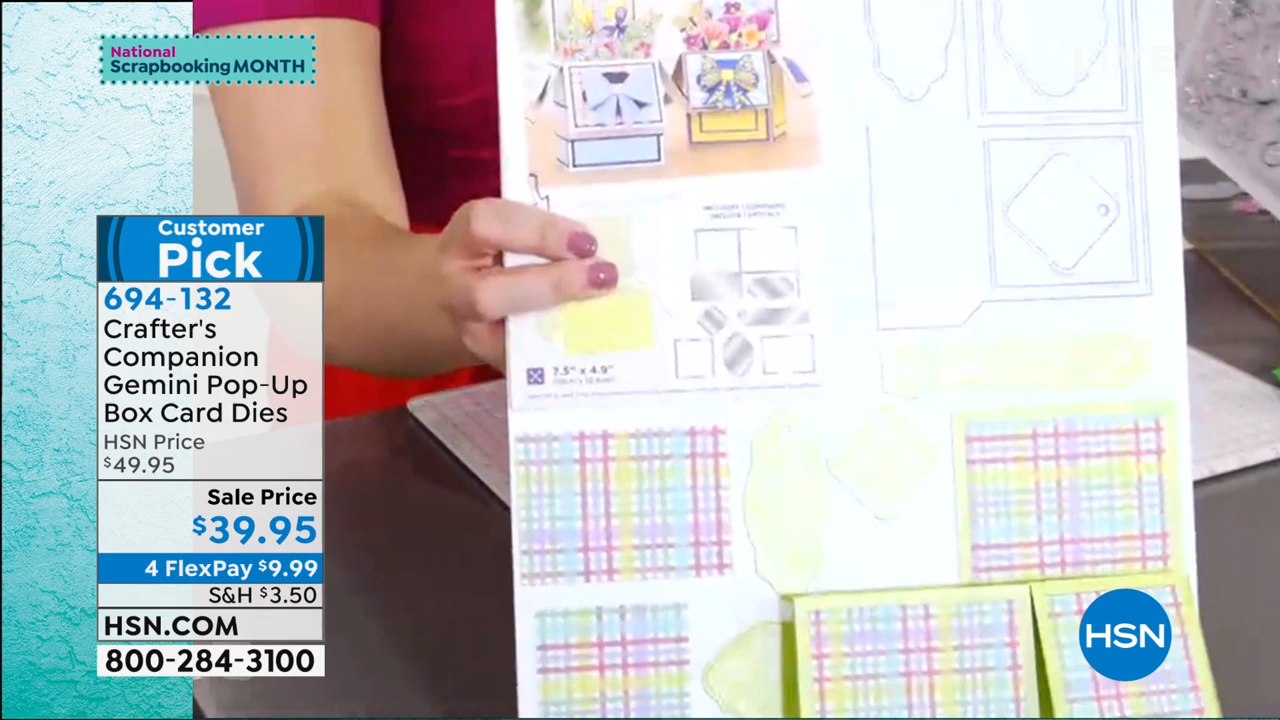 National
Scrapbooking MONTH
LIVE
Customer
Pick
694-132
Crafter's
Companion
Gemini Pop-Up
Box Card Dies
HSN Price
$49.95
Sale Price
$39.95
4 FlexPay $9.99
S&H $3.50
HSN.COM
800-284-3100
7.5" x 4.9"
HSN